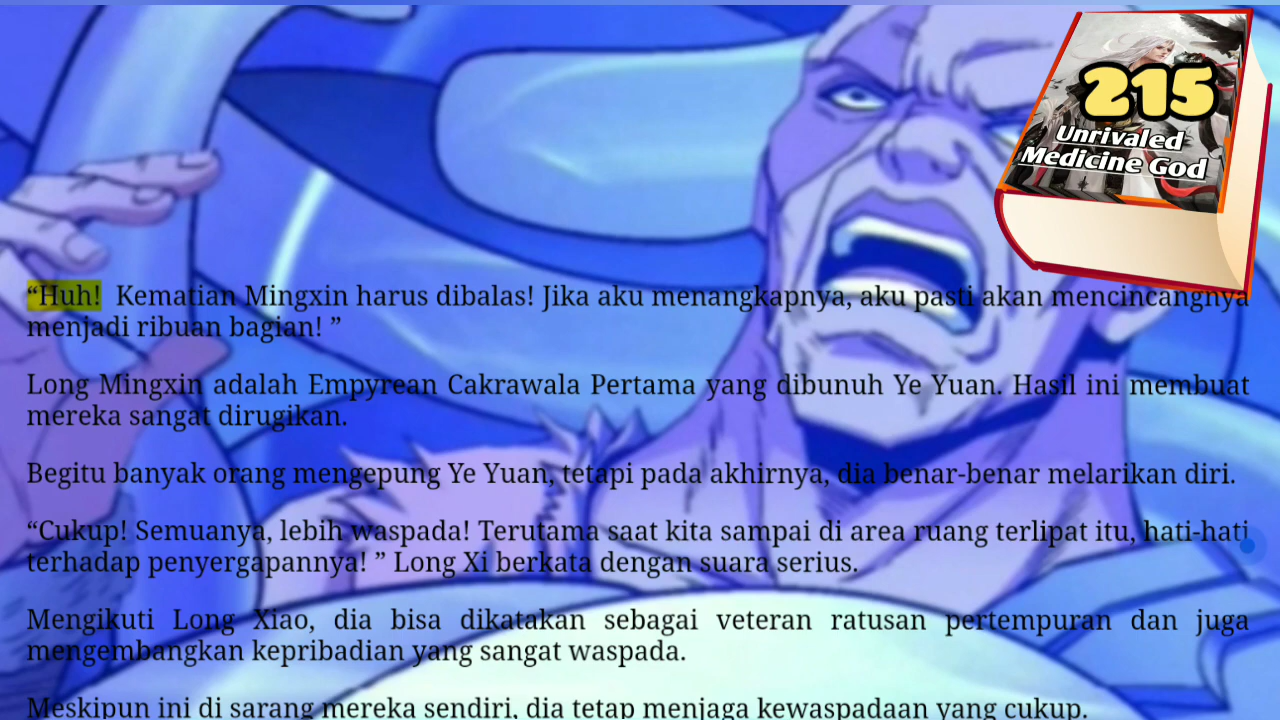 215
Unrivaled
Medicine God
“Huh! Kematian Mingxin harus dibalas! Jika aku menangkapnya, aku pasti akan mencincangnya
menjadi ribuan bagian! ”
Long Mingxin adalah Empyrean Cakrawala Pertama yang dibunuh Ye Yuan. Hasil ini membuat
mereka sangat dirugikan.
Begitu banyak orang mengepung Ye Yuan, tetapi pada akhirnya, dia benar-benar melarikan diri.
“Cukup! Semuanya, lebih waspada! Terutama saat kita sampai di area ruang terlipat itu, hati-hati
terhadap penyergapannya! ” Long Xi berkata dengan suara serius.
Mengikuti Long Xiao, dia bisa dikatakan sebagai veteran ratusan pertempuran dan juga
mengembangkan kepribadian yang sangat waspada.
Meskipun ini di sarang mereka sendiri, dia tetap menjaga kewaspadaan yang cukup.